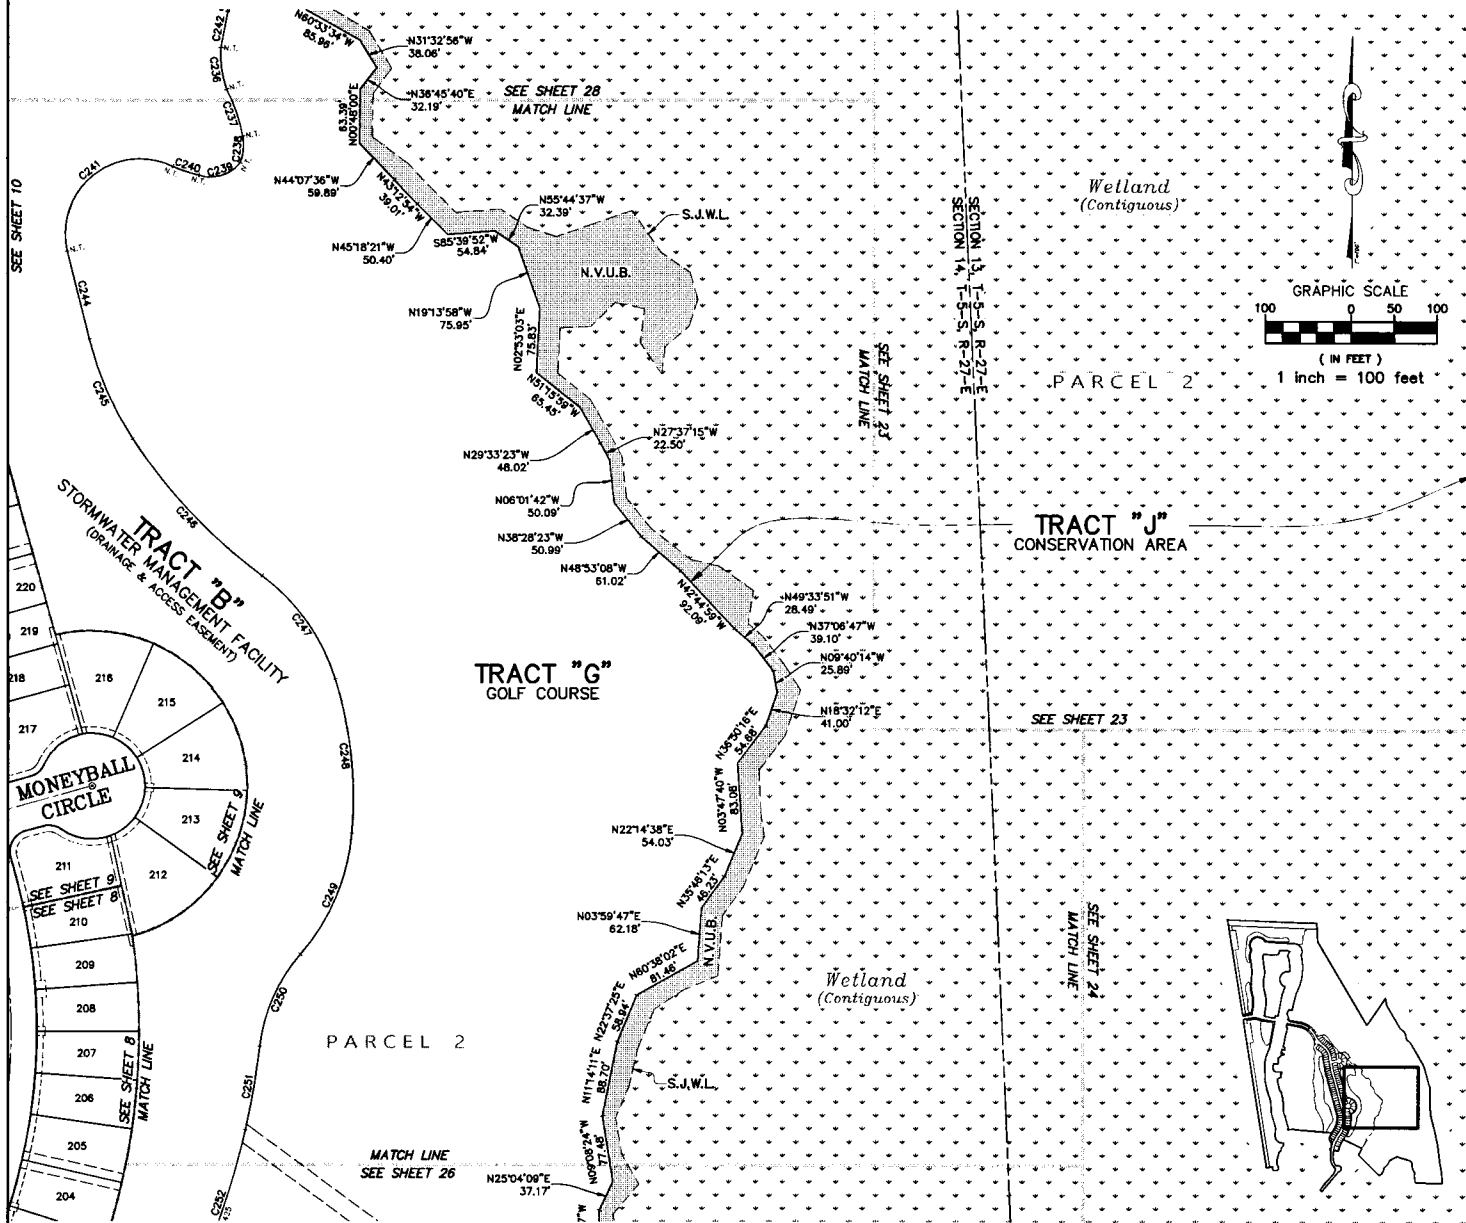 C242
N60°33'34"W
85.96'
N31°32'56"W
38.06'
N.T.
C236
N.T.
C237
N.T.
C238
N.T.
C239
N.T.
C240
N.T.
C241
N.T.
N36°45'40"E
32.19'
SEE SHEET 28
MATCH LINE
63.39'
N00°48'00"E
N44°07'36"W
59.89'
N43°12'54"W
39.01'
SEE SHEET 10
N55°44'37"W
32.39'
S.J.W.L.
N45°18'21"W
50.40'
S85°39'52"W
54.84'
N.V.U.B.
N19°13'58"W
75.95'
N02°53'03"E
75.83'
N51°15'59"W
65.45'
Wetland
(Contiguous)
SECTION 13, T-5-S, R-27-E
SECTION 14, T-5-S, R-27-E
GRAPHIC SCALE
100 0 50 100
( IN FEET )
1 inch = 100 feet
SEE SHEET 23
MATCH LINE
PARCEL 2
C244
C245
C246
N27°37'15"W
22.50'
N29°33'23"W
48.02'
N06°01'42"W
50.09'
N38°28'23"W
50.99'
N48°53'08"W
61.02'
N42°44'59"W
92.09'
TRACT "J"
CONSERVATION AREA
TRACT "B"
STORMWATER MANAGEMENT FACILITY
(DRAINAGE & ACCESS EASEMENT)
N49°33'51"W
28.49'
N37°06'47"W
39.10'
N09°40'14"W
25.89'
N18°32'12"E
41.00'
C247
TRACT "G"
GOLF COURSE
220
219
218
217
216
215
214
213
212
211
210
209
208
207
206
205
204
MONEYBALL
CIRCLE
®
SEE SHEET 9
MATCH LINE
SEE SHEET 9
SEE SHEET 8
C248
SEE SHEET 23
N36°50'16"E
54.68'
N03°47'40"W
83.08'
N22°14'38"E
54.03'
N35°48'13"E
46.23'
N03°59'47"E
62.18'
N.V.U.B.
N60°38'02"E
81.46'
C249
C250
Wetland
(Contiguous)
SEE SHEET 24
MATCH LINE
N22°37'25"E
58.94'
N11°14'11"E
88.70'
S.J.W.L.
PARCEL 2
SEE SHEET 8
MATCH LINE
C251
N09°08'24"W
77.48'
MATCH LINE
SEE SHEET 26
N25°04'09"E
37.17'
C252
7"W